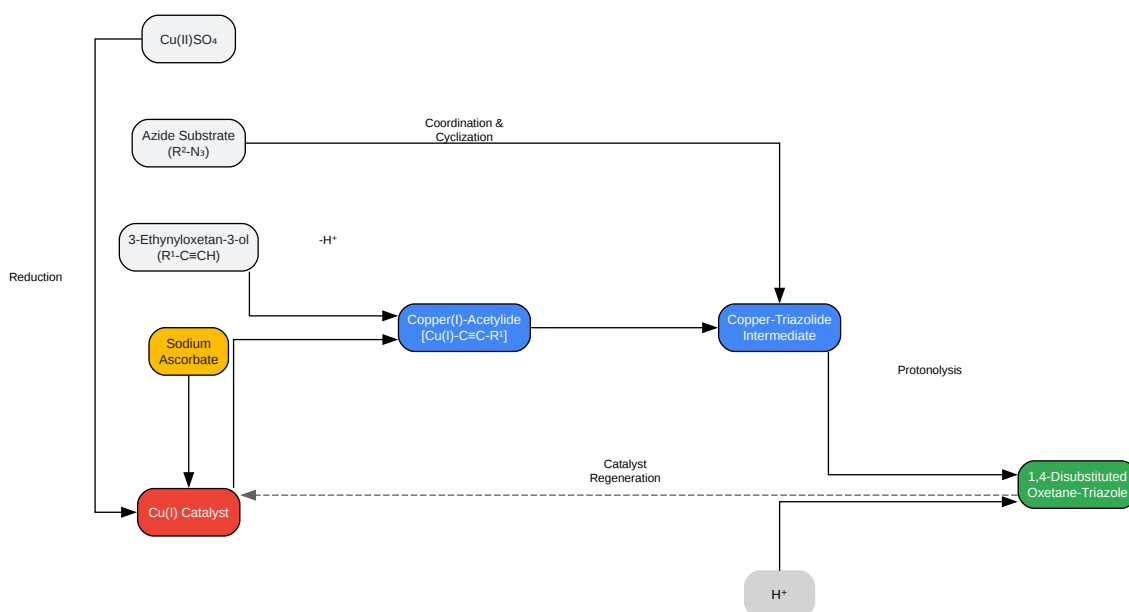 Cu(II)SO₄
Azide Substrate
(R²-N₃)
Coordination &
Cyclization
3-Ethynyloxetan-3-ol
(R¹-C≡CH)
-H⁺
Reduction
Sodium
Ascorbate
Copper(I)-Acetylide
[Cu(I)-C≡C-R¹]
Copper-Triazolide
Intermediate
Protonolysis
Catalyst
Regeneration
1,4-Disubstituted
Oxetane-Triazole
Cu(I) Catalyst
H⁺